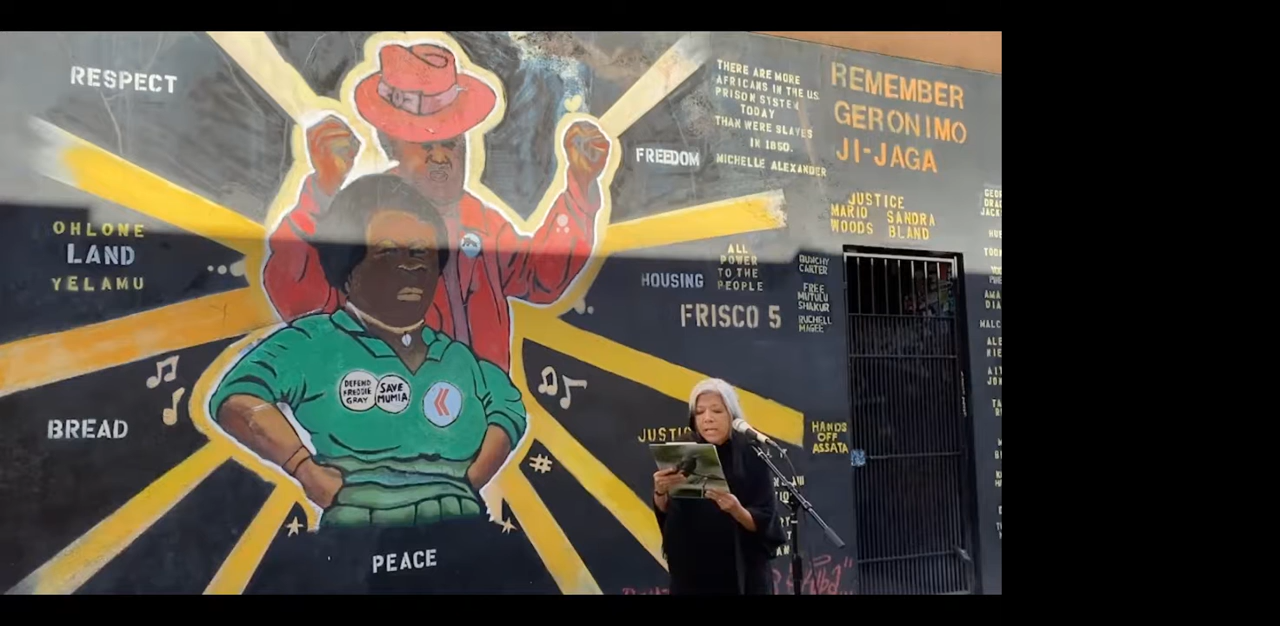 RESPECT
THERE ARE MORE
AFRICANS IN THE U.S.
PRISON SYSTEM
TODAY
THAN WERE SLAVES
IN 1850.
MICHELLE ALEXANDER
REMEMBER
GERONIMO
JI-JAGA
FREEDOM
JUSTICE
MARIO SANDRA
WOODS BLAND
OHLONE
LAND
YELAMU
ALL
POWER
TO THE
PEOPLE
HOUSING
FRISCO 5
BUNCHY
CARTER
FREE
MUTULU
SHAKUR
RUCHELL
MAGEE
DEFEND
FREDDIE
GRAY
SAVE
MUMIA
BREAD
HANDS
OFF
ASSATA
#
PEACE